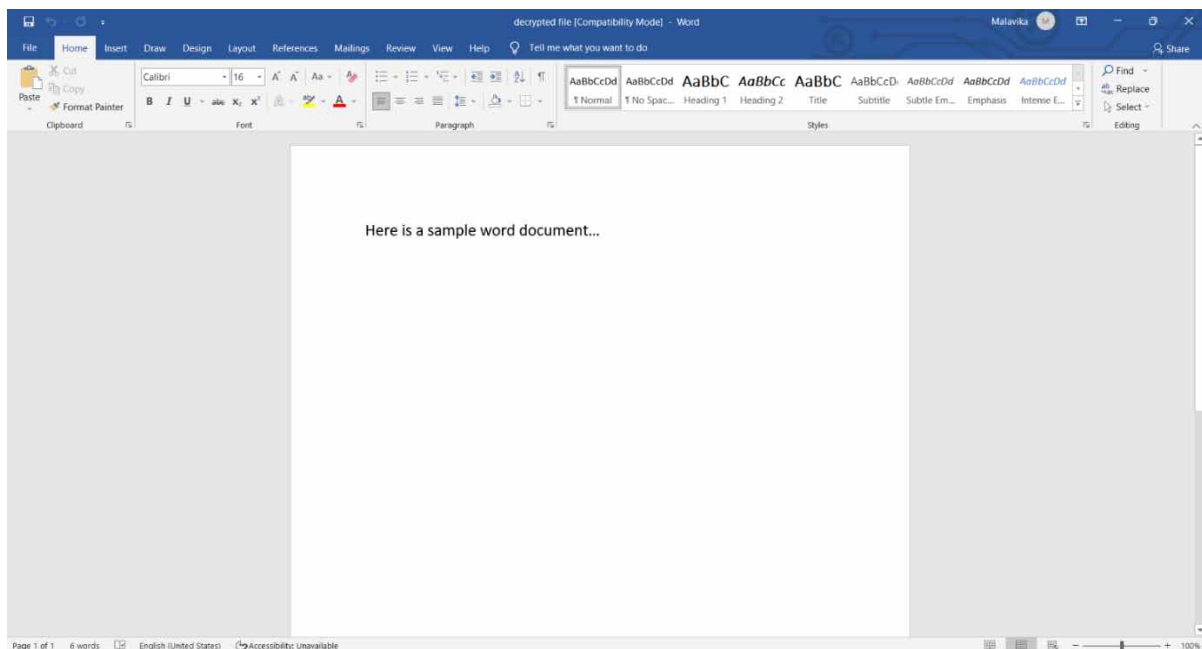 decrypted file [Compatibility Mode] - Word
Malavika
M
File Home Insert Draw Design Layout References Mailings Review View Help Tell me what you want to do
Share
Paste
Cut
Copy
Format Painter
Clipboard
Calibri 16 A A Aa
B I U abc X₂ X² A A
Font
Paragraph
AaBbCcDd AaBbCcDd AaBbC AaBbCc AaBbC AaBbCcD AaBbCcDd AaBbCcDd AaBbCcDd
¶ Normal ¶ No Spac... Heading 1 Heading 2 Title Subtitle Subtle Em... Emphasis Intense E...
Styles
Find
Replace
Select
Editing
Here is a sample word document...
Page 1 of 1 6 words English (United States) Accessibility: Unavailable
100%